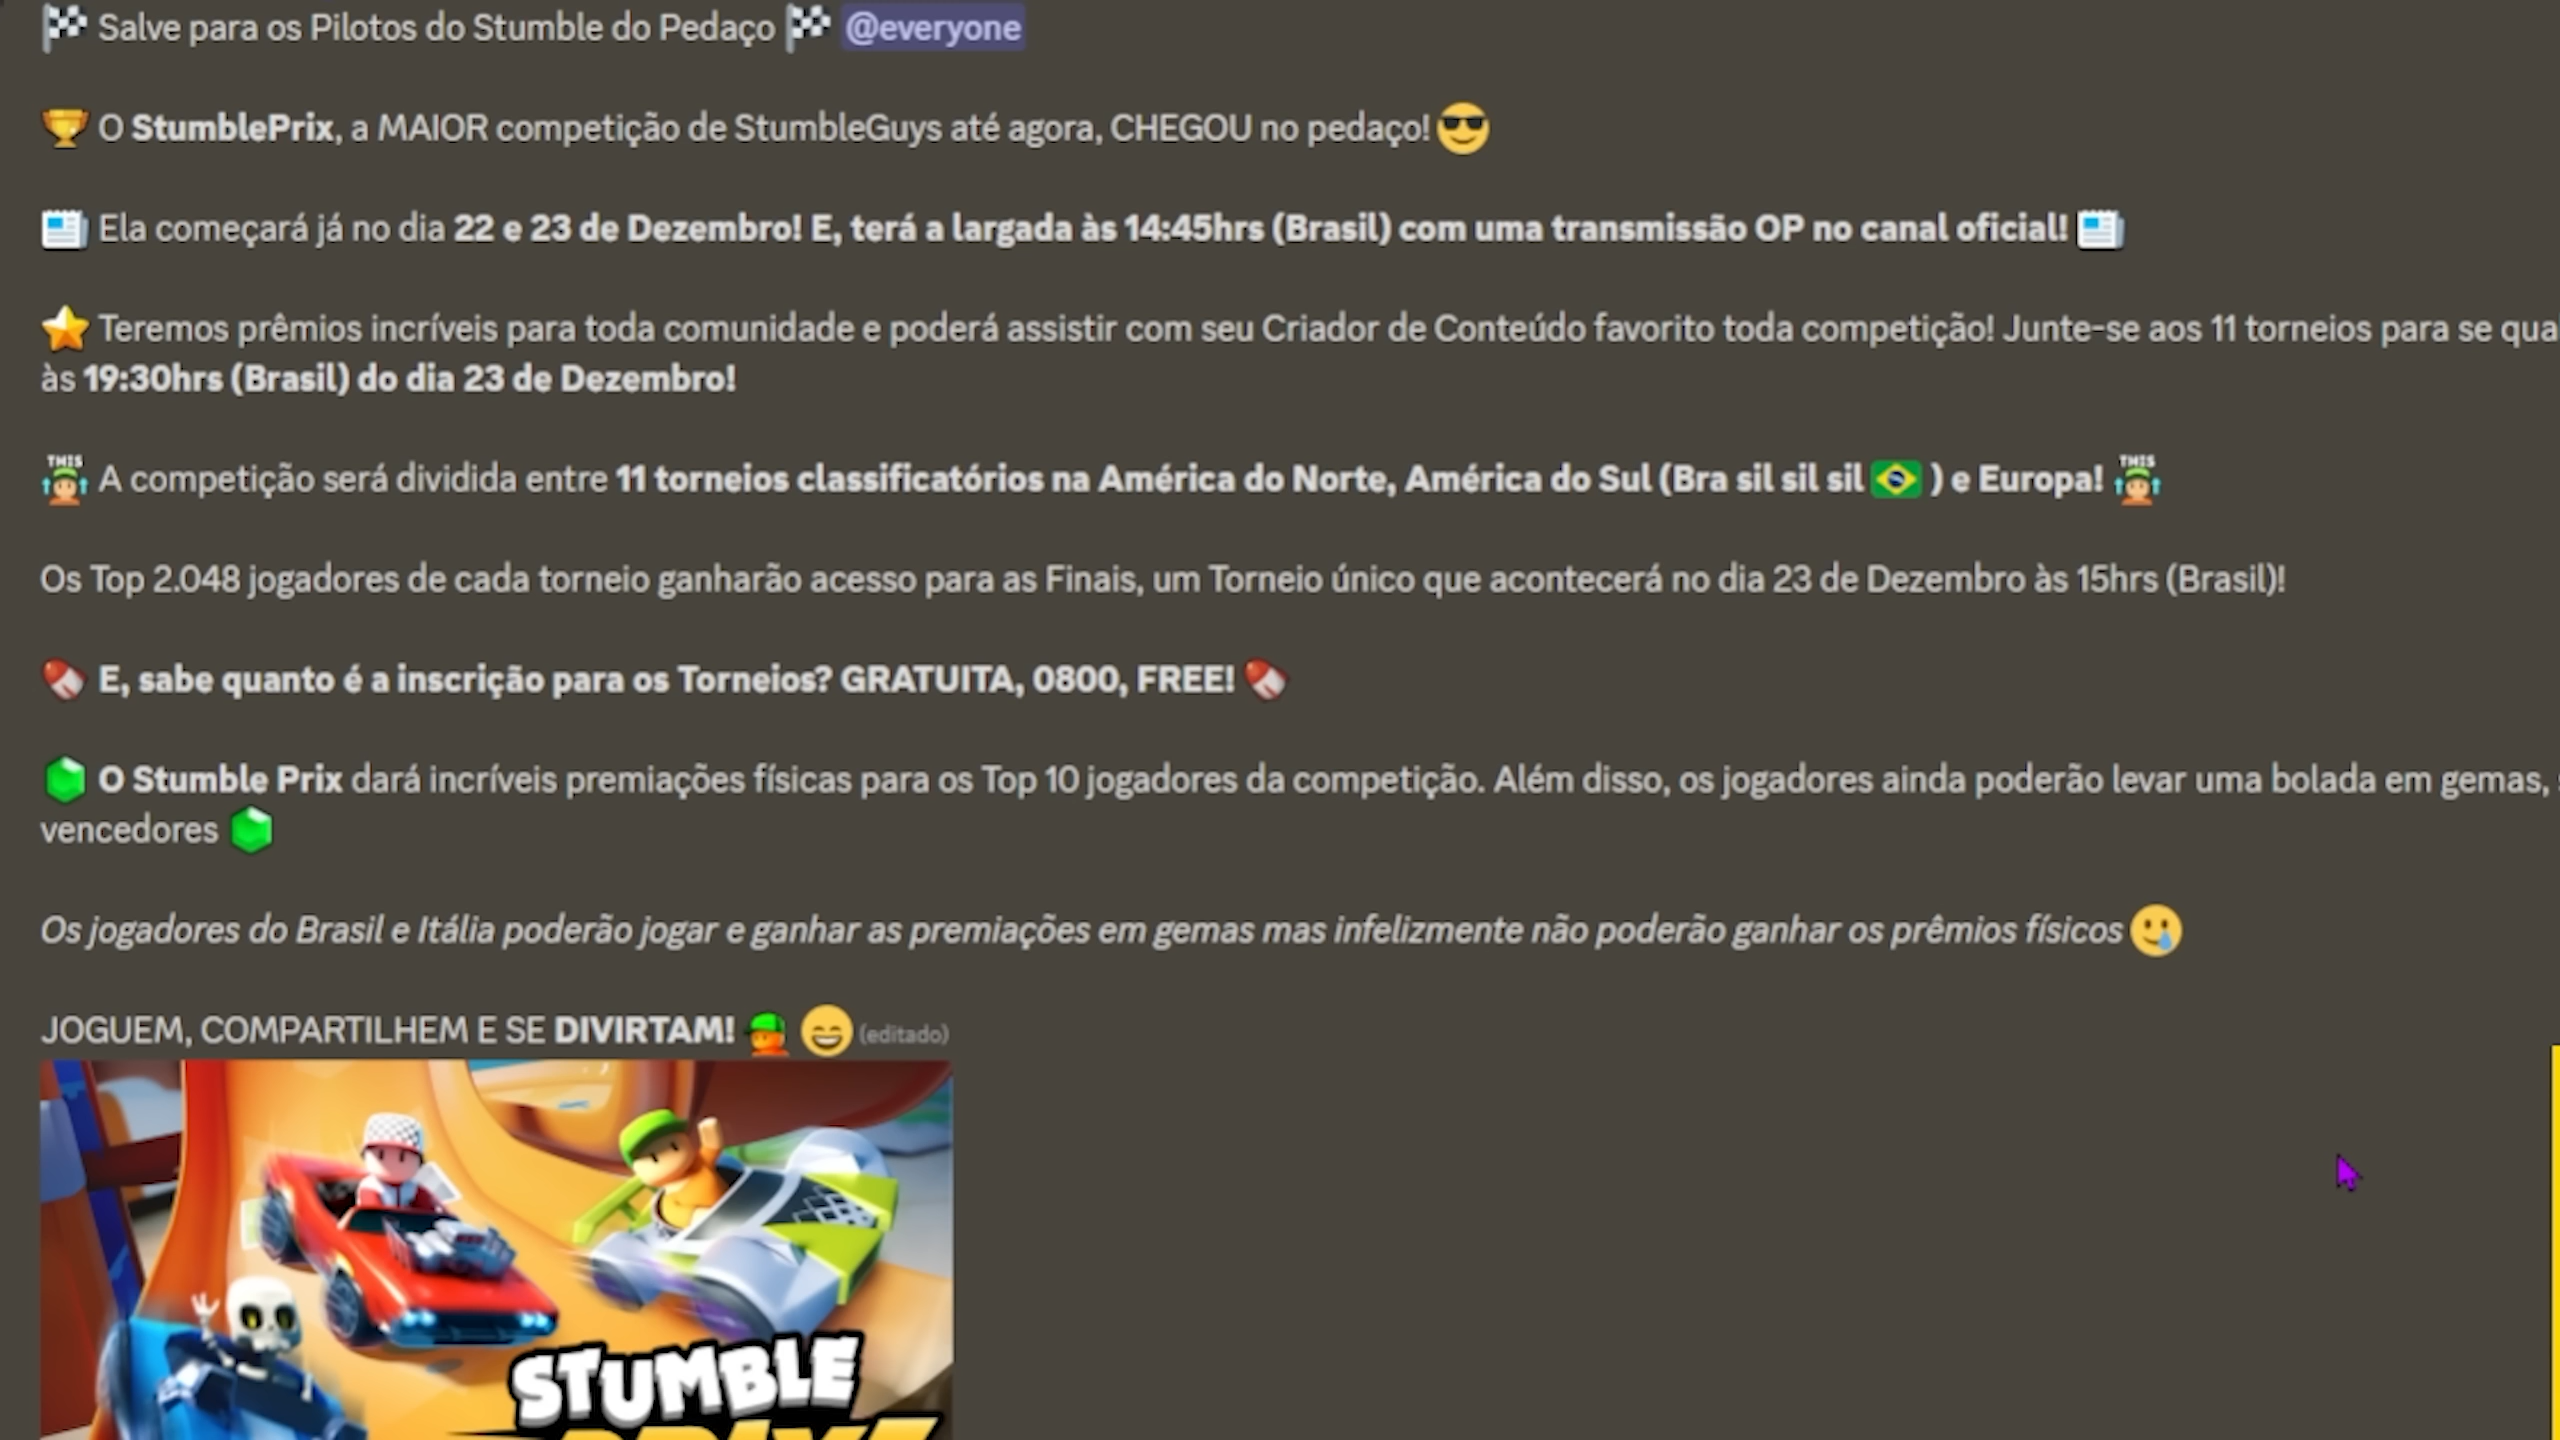 Salve para os Pilotos do Stumble do Pedaço @everyone
O StumblePrix, a MAIOR competição de StumbleGuys até agora, CHEGOU no pedaço!
Ela começará já no dia 22 e 23 de Dezembro! E, terá a largada às 14:45hrs (Brasil) com uma transmissão OP no canal oficial!
Teremos prêmios incríveis para toda comunidade e poderá assistir com seu Criador de Conteúdo favorito toda competição! Junte-se aos 11 torneios para se
às 19:30hrs (Brasil) do dia 23 de Dezembro!
THIS A competição será dividida entre 11 torneios classificatórios na América do Norte, América do Sul (Bra sil sil sil ) e Europa! THIS
Os Top 2.048 jogadores de cada torneio ganharão acesso para as Finais, um Torneio único que acontecerá no dia 23 de Dezembro às 15hrs (Brasil)!
E, sabe quanto é a inscrição para os Torneios? GRATUITA, 0800, FREE!
O Stumble Prix dará incríveis premiações físicas para os Top 10 jogadores da competição. Além disso, os jogadores ainda poderão levar uma bolada em gemas,
vencedores
Os jogadores do Brasil e Itália poderão jogar e ganhar as premiações em gemas mas infelizmente não poderão ganhar os prêmios físicos
JOGUEM, COMPARTILHEM E SE DIVIRTAM! (editado)
STUMBLE